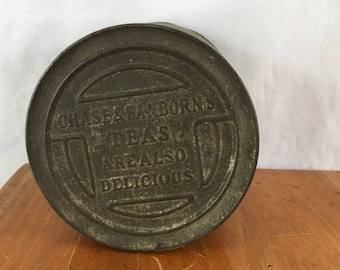 CHASE & SANBORN'S
TEAS
ARE ALSO
DELICIOUS